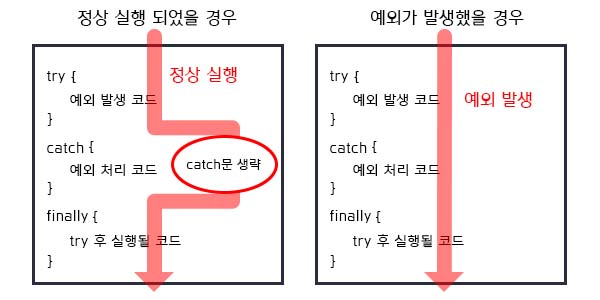 정상 실행 되었을 경우
try {
정상 실행
예외 발생 코드
}
catch {
예외 처리 코드
catch문 생략
}
finally {
try 후 실행될 코드
}
예외가 발생했을 경우
try {
예외 발생 코드
예외 발생
}
catch {
예외 처리 코드
}
finally {
try 후 실행될 코드
}